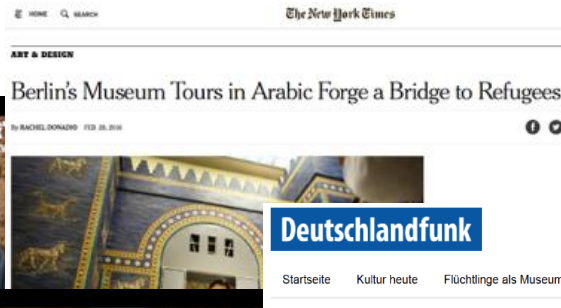 HOME SEARCH The New York Times
ART & DESIGN
Berlin's Museum Tours in Arabic Forge a Bridge to Refugees
By RACHEL DONADIO FEB. 28, 2016
Deutschlandfunk
Startseite Kultur heute Flüchtlinge als Museum